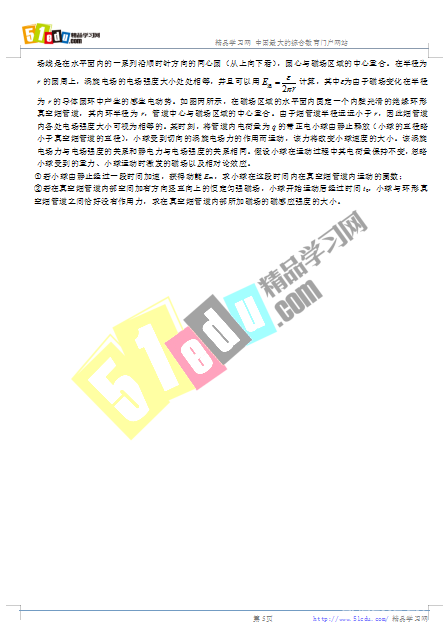 51edu.com 精品学习网
精品学习网 中国最大的综合教育门户网站
场线是在水平面内的一系列沿顺时针方向的同心圆（从上向下看），圆心与磁场区域的中心重合。在半径为
r 的圆周上，涡旋电场的电场强度大小处处相等，并且可以用 E涡=ε/2πr 计算，其中ε为由于磁场变化在半径
为 r 的导体圆环中产生的感生电动势。如图丙所示，在磁场区域的水平面内固定一个内壁光滑的绝缘环形
真空细管道，其内环半径为 r，管道中心与磁场区域的中心重合。由于细管道半径远远小于 r，因此细管道
内各处电场强度大小可视为相等的。某时刻，将管道内电荷量为 q 的带正电小球由静止释放（小球的直径略
小于真空细管道的直径），小球受到切向的涡旋电场力的作用而运动，该力将改变小球速度的大小。该涡旋
电场力与电场强度的关系和静电力与电场强度的关系相同。假设小球在运动过程中其电荷量保持不变，忽略
小球受到的重力、小球运动时激发的磁场以及相对论效应。
①若小球由静止经过一段时间加速，获得动能 Em，求小球在这段时间内在真空细管道内运动的圈数；
②若在真空细管道内部空间加有方向竖直向上的恒定匀强磁场，小球开始运动后经过时间 t0，小球与环形真
空细管道之间恰好没有作用力，求在真空细管道内部所加磁场的磁感应强度的大小。
51edu.com 精品学习网
第 5页 http://www.51edu.com/ 精品学习网